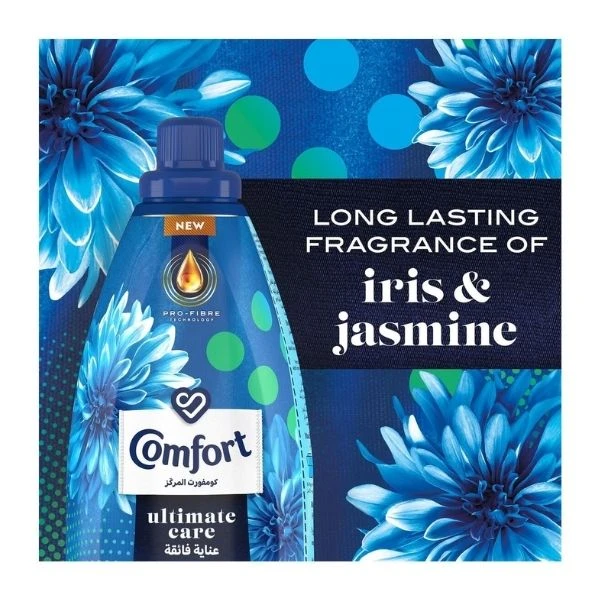 NEW
PRO-FIBRE
TECHNOLOGY
Comfort
كومفورت المركز
ultimate
care
عناية فائقة
LONG LASTING
FRAGRANCE OF
iris &
jasmine